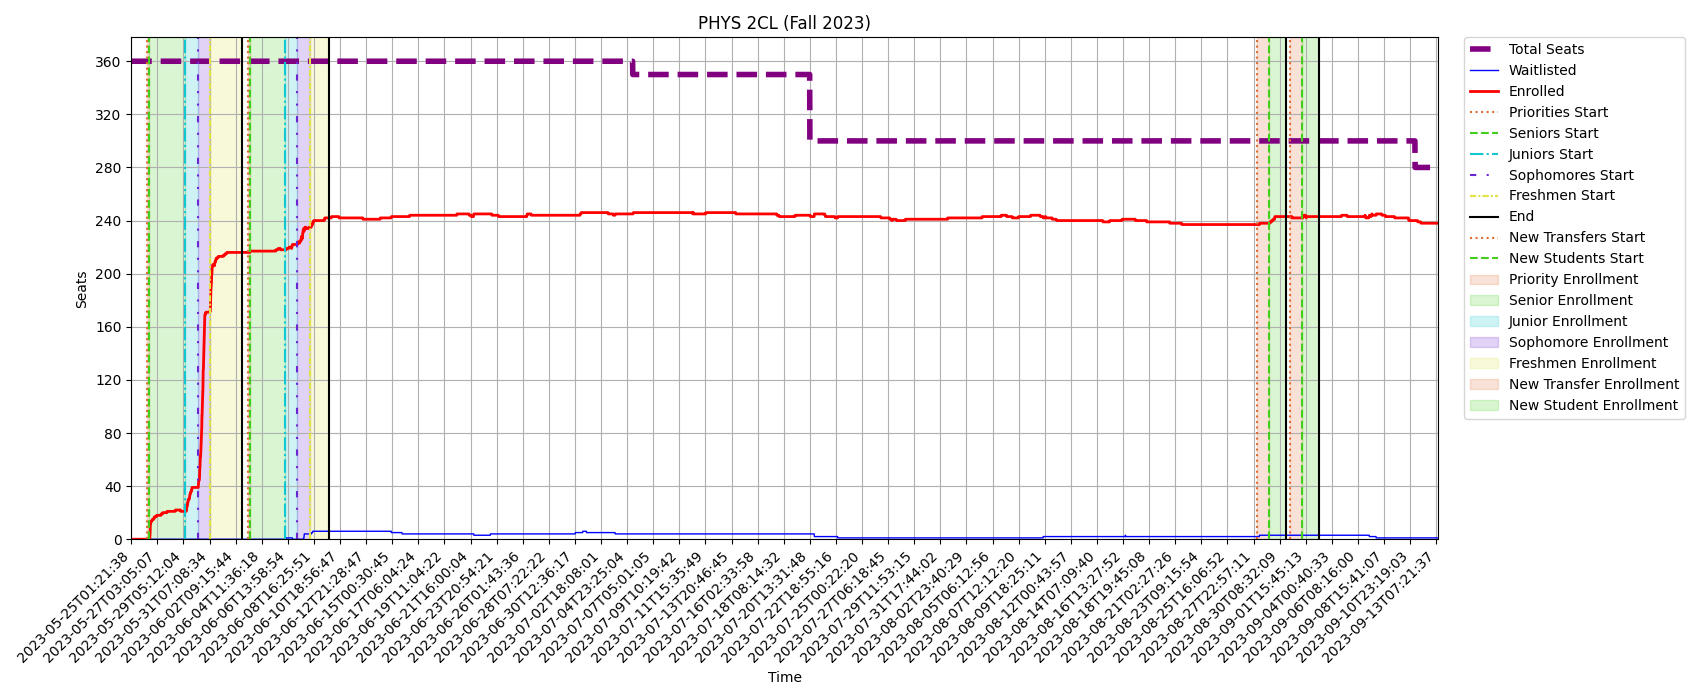 PHYS 2CL (Fall 2023)
Seats
360
320
280
240
200
160
120
80
40
0
2023-05-25T01:21:38
2023-05-27T03:05:07
2023-05-29T05:12:04
2023-05-31T07:08:34
2023-06-02T09:15:44
2023-06-04T11:36:18
2023-06-06T13:58:54
2023-06-08T16:25:51
2023-06-10T18:56:47
2023-06-12T21:28:47
2023-06-15T00:30:45
2023-06-17T06:04:24
2023-06-19T11:04:22
2023-06-21T16:00:04
2023-06-23T20:54:21
2023-06-26T01:43:36
2023-06-28T07:22:22
2023-06-30T12:36:17
2023-07-02T18:08:01
2023-07-04T23:25:04
2023-07-07T05:01:05
2023-07-09T10:19:42
2023-07-11T15:35:49
2023-07-13T20:46:45
2023-07-16T02:33:58
2023-07-18T08:14:32
2023-07-20T13:31:48
2023-07-22T18:55:16
2023-07-25T00:22:20
2023-07-27T06:18:45
2023-07-29T11:53:15
2023-07-31T17:44:02
2023-08-02T23:40:29
2023-08-05T06:12:56
2023-08-07T12:12:20
2023-08-09T18:25:11
2023-08-12T00:43:57
2023-08-14T07:09:40
2023-08-16T13:27:52
2023-08-18T19:45:08
2023-08-21T02:27:26
2023-08-23T09:15:54
2023-08-25T16:06:52
2023-08-27T22:57:11
2023-08-30T08:32:09
2023-09-01T15:45:13
2023-09-04T00:40:33
2023-09-06T08:16:00
2023-09-08T15:41:07
2023-09-10T23:19:03
2023-09-13T07:21:37
Time
Total Seats
Waitlisted
Enrolled
Priorities Start
Seniors Start
Juniors Start
Sophomores Start
Freshmen Start
End
New Transfers Start
New Students Start
Priority Enrollment
Senior Enrollment
Junior Enrollment
Sophomore Enrollment
Freshmen Enrollment
New Transfer Enrollment
New Student Enrollment